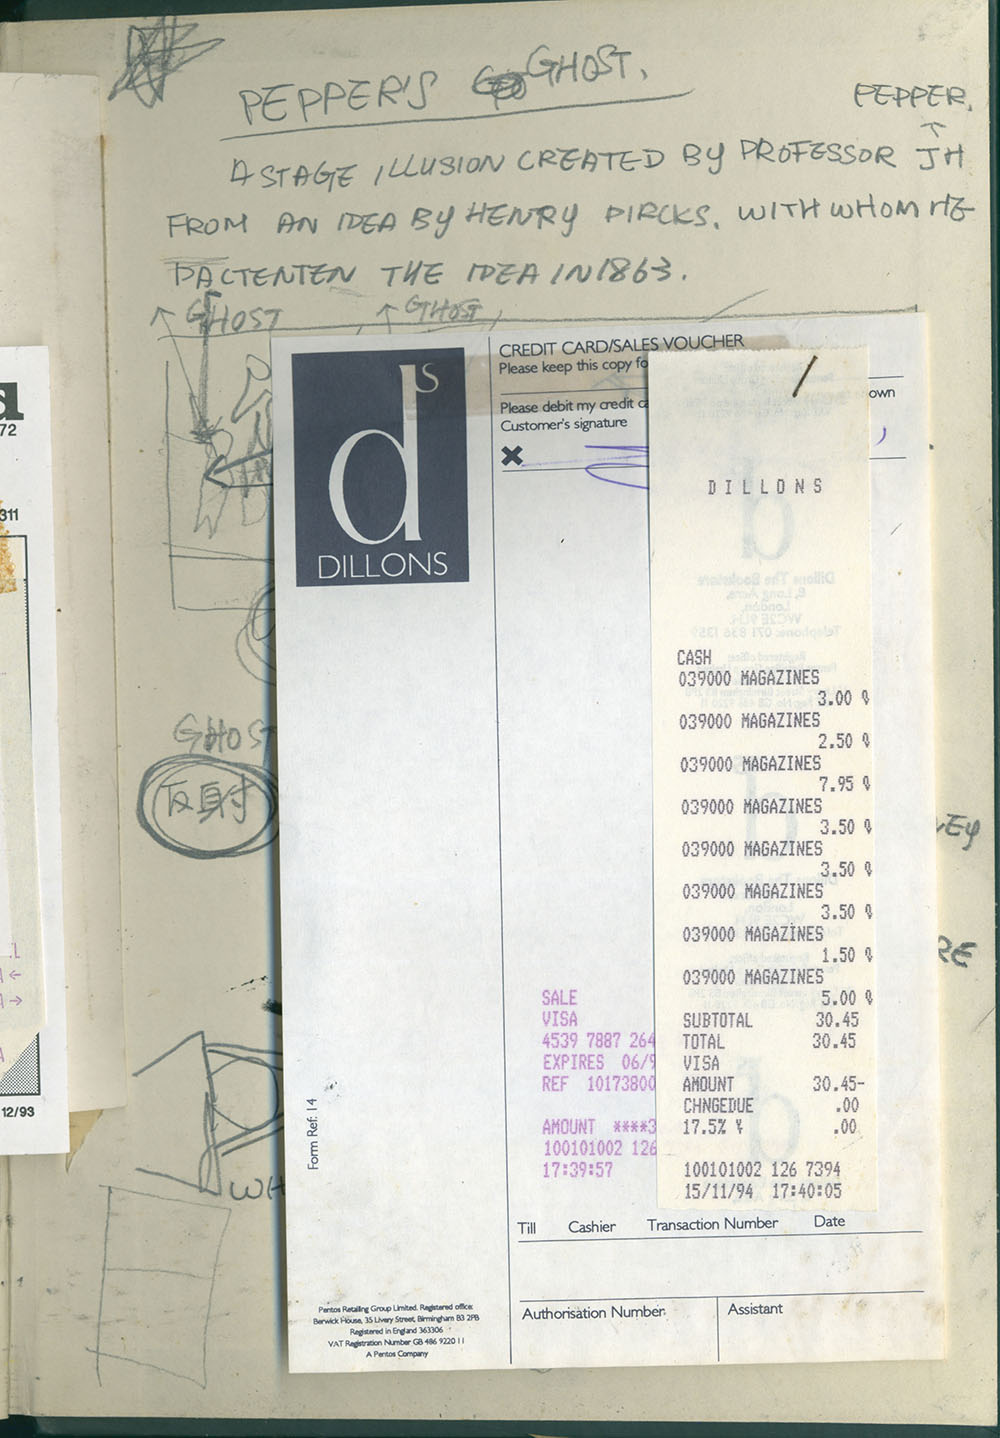 PEPPER'S GHOST.
PEPPER.
A STAGE ILLUSION CREATED BY PROFESSOR JH
FROM AN IDEA BY HENRY DIRCKS. WITH WHOM HE
PACTENTEN THE IDEA IN 1863.
GHOST
GHOST
72
311
CREDIT CARD/SALES VOUCHER
Please keep this copy fo
Please debit my credit ca
own
Customer's signature
ds
DILLONS
DILLONS
CASH
039000 MAGAZINES
3.00
039000 MAGAZINES
2.50
039000 MAGAZINES
7.95
039000 MAGAZINES
3.50
039000 MAGAZINES
3.50
039000 MAGAZINES
3.50
039000 MAGAZINES
1.50
039000 MAGAZINES
5.00
SUBTOTAL 30.45
TOTAL 30.45
VISA
AMOUNT 30.45-
CHNGEDUE .00
17.5% .00
100101002 126 7394
15/11/94 17:40:05
GHOST
反射
EY
RE
SALE
VISA
4539 7887 264
EXPIRES 06/9
REF 10173800
AMOUNT ****3
100101002 126
17:39:57
12/93
WH
Form Ref: 14
Till Cashier Transaction Number Date
Authorisation Number Assistant
Pentos Retailing Group Limited. Registered office:
Berwick House, 35 Livery Street, Birmingham B3 2PB
Registered in England 363306
VAT Registration Number GB 486 9220 11
A Pentos Company